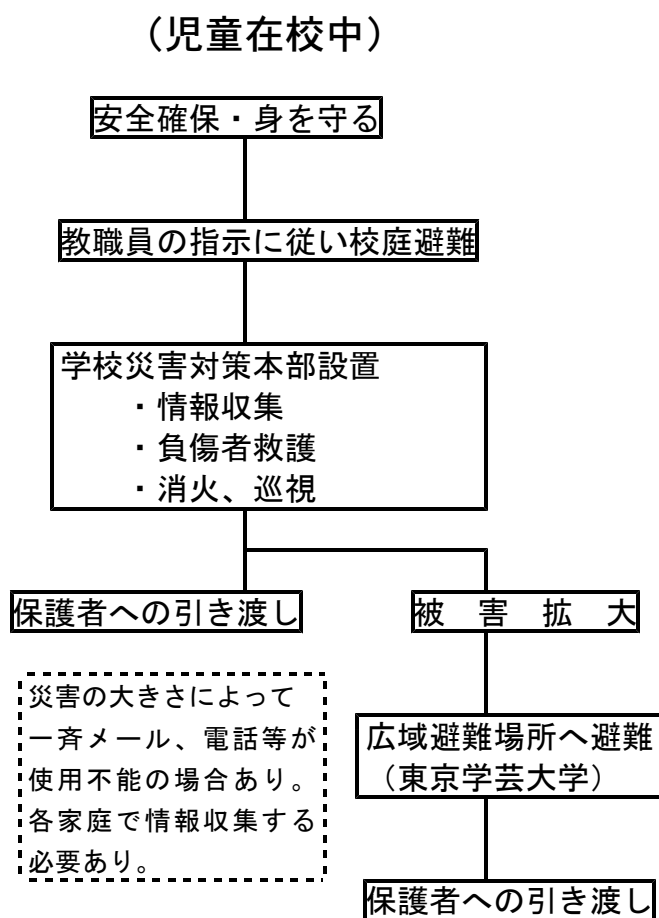 （児童在校中）
安全確保・身を守る
教職員の指示に従い校庭避難
学校災害対策本部設置
・情報収集
・負傷者救護
・消火、巡視
保護者への引き渡し
被　害　拡　大
災害の大きさによって
一斉メール、電話等が
使用不能の場合あり。
各家庭で情報収集する
必要あり。
広域避難場所へ避難
（東京学芸大学）
保護者への引き渡し